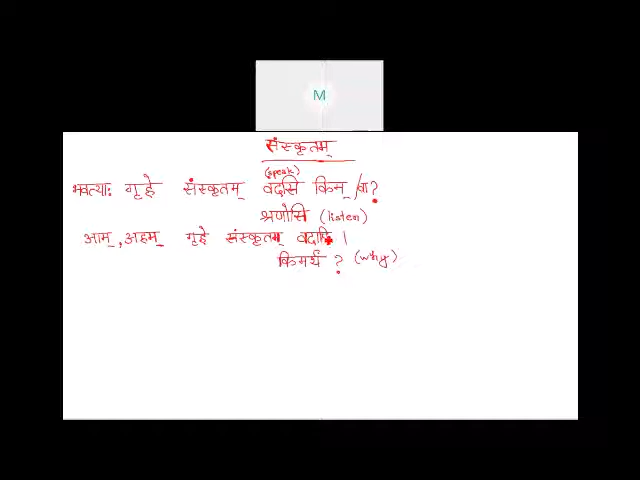 M
संस्कृतम्
(speak)
भवत्याः गृहे संस्कृतम् वदसि किम् /वा?
श्रणोसि (listen)
आम्, अहम् गृहे संस्कृतम् वदामि।
किमर्थं ? (why)